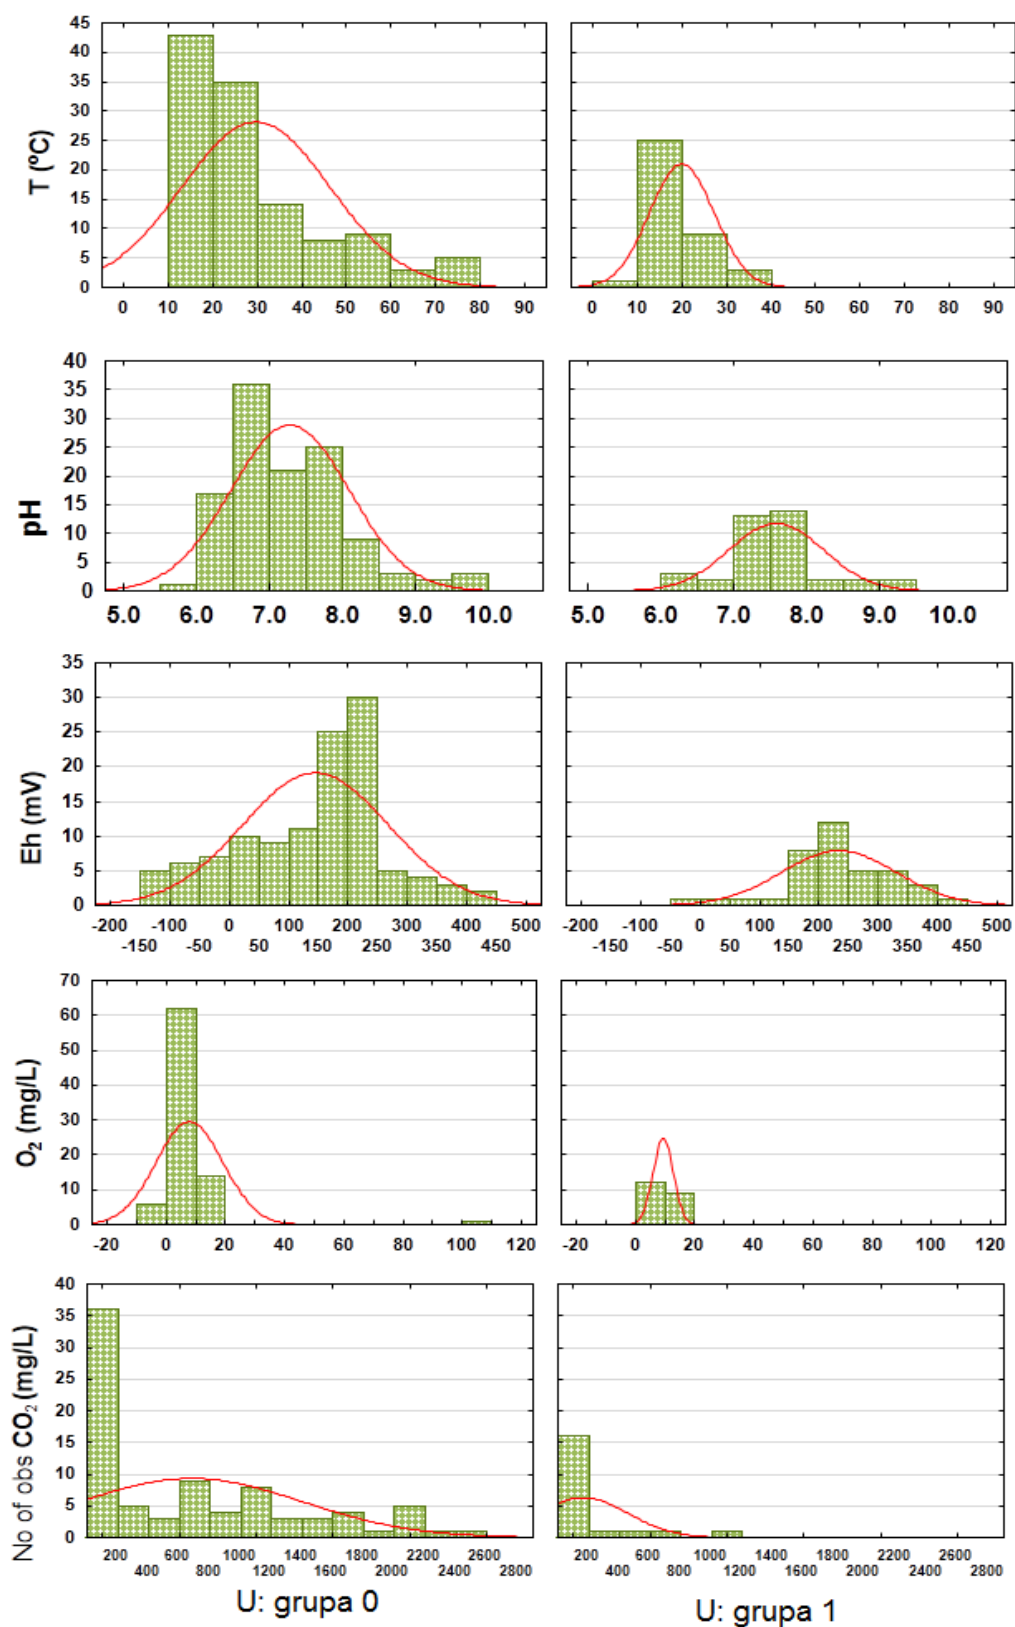 45
40
35
30
25
20
15
10
5
0
T (ºC)
0 10 20 30 40 50 60 70 80 90
0 10 20 30 40 50 60 70 80 90
40
35
30
25
20
15
10
5
0
pH
5.0 6.0 7.0 8.0 9.0 10.0
5.0 6.0 7.0 8.0 9.0 10.0
35
30
25
20
15
10
5
0
Eh (mV)
-200 -100 0 100 200 300 400 500
-150 -50 50 150 250 350 450
-200 -100 0 100 200 300 400 500
-150 -50 50 150 250 350 450
70
60
50
40
30
20
10
0
O2 (mg/L)
-20 0 20 40 60 80 100 120
-20 0 20 40 60 80 100 120
40
35
30
25
20
15
10
5
0
No of obs CO2 (mg/L)
200 600 1000 1400 1800 2200 2600
400 800 1200 1600 2000 2400 2800
200 600 1000 1400 1800 2200 2600
400 800 1200 1600 2000 2400 2800
U: grupa 0
U: grupa 1